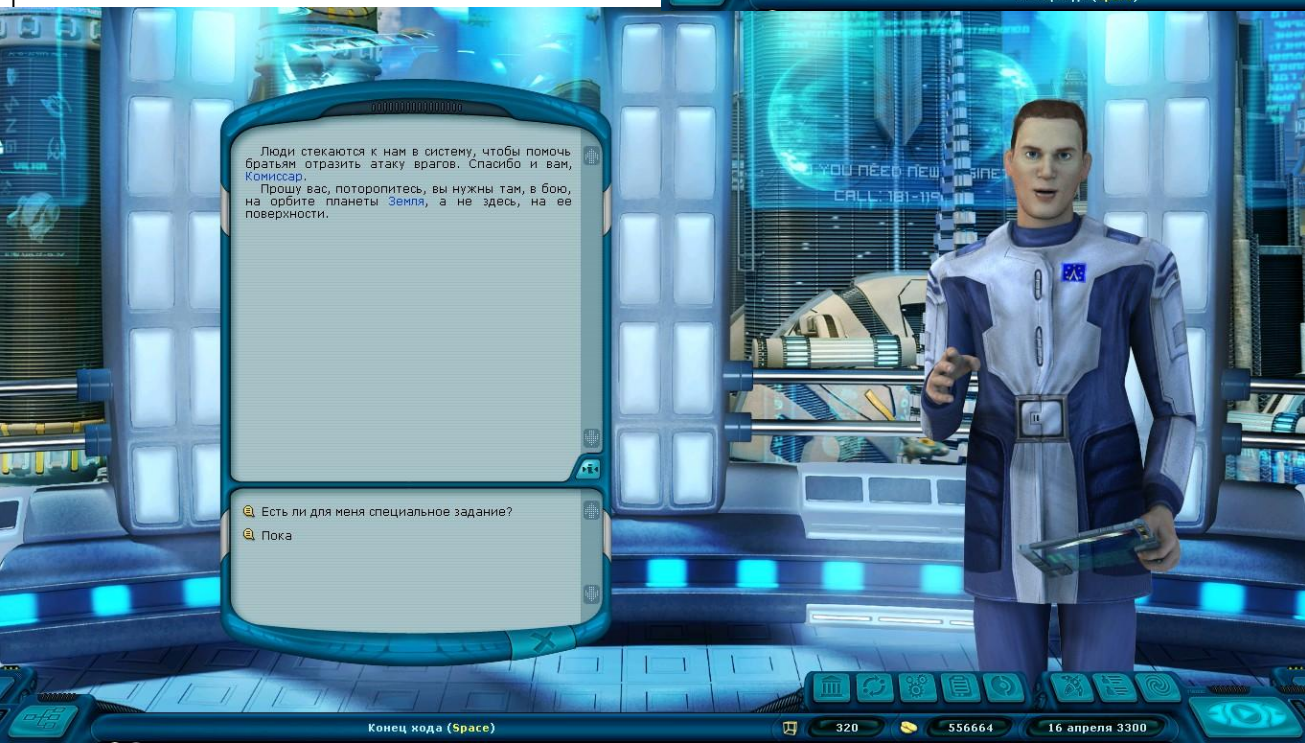 Люди стекаются к нам в систему, чтобы помочь
братьям отразить атаку врагов. Спасибо и вам,
Комиссар.
Прошу вас, поторопитесь, вы нужны там, в бою,
на орбите планеты Земля, а не здесь, на ее
поверхности.
YOU NEED NEW
CALL: 181-119
Есть ли для меня специальное задание?
Пока
Конец хода (Space)
320
556664
16 апреля 3300